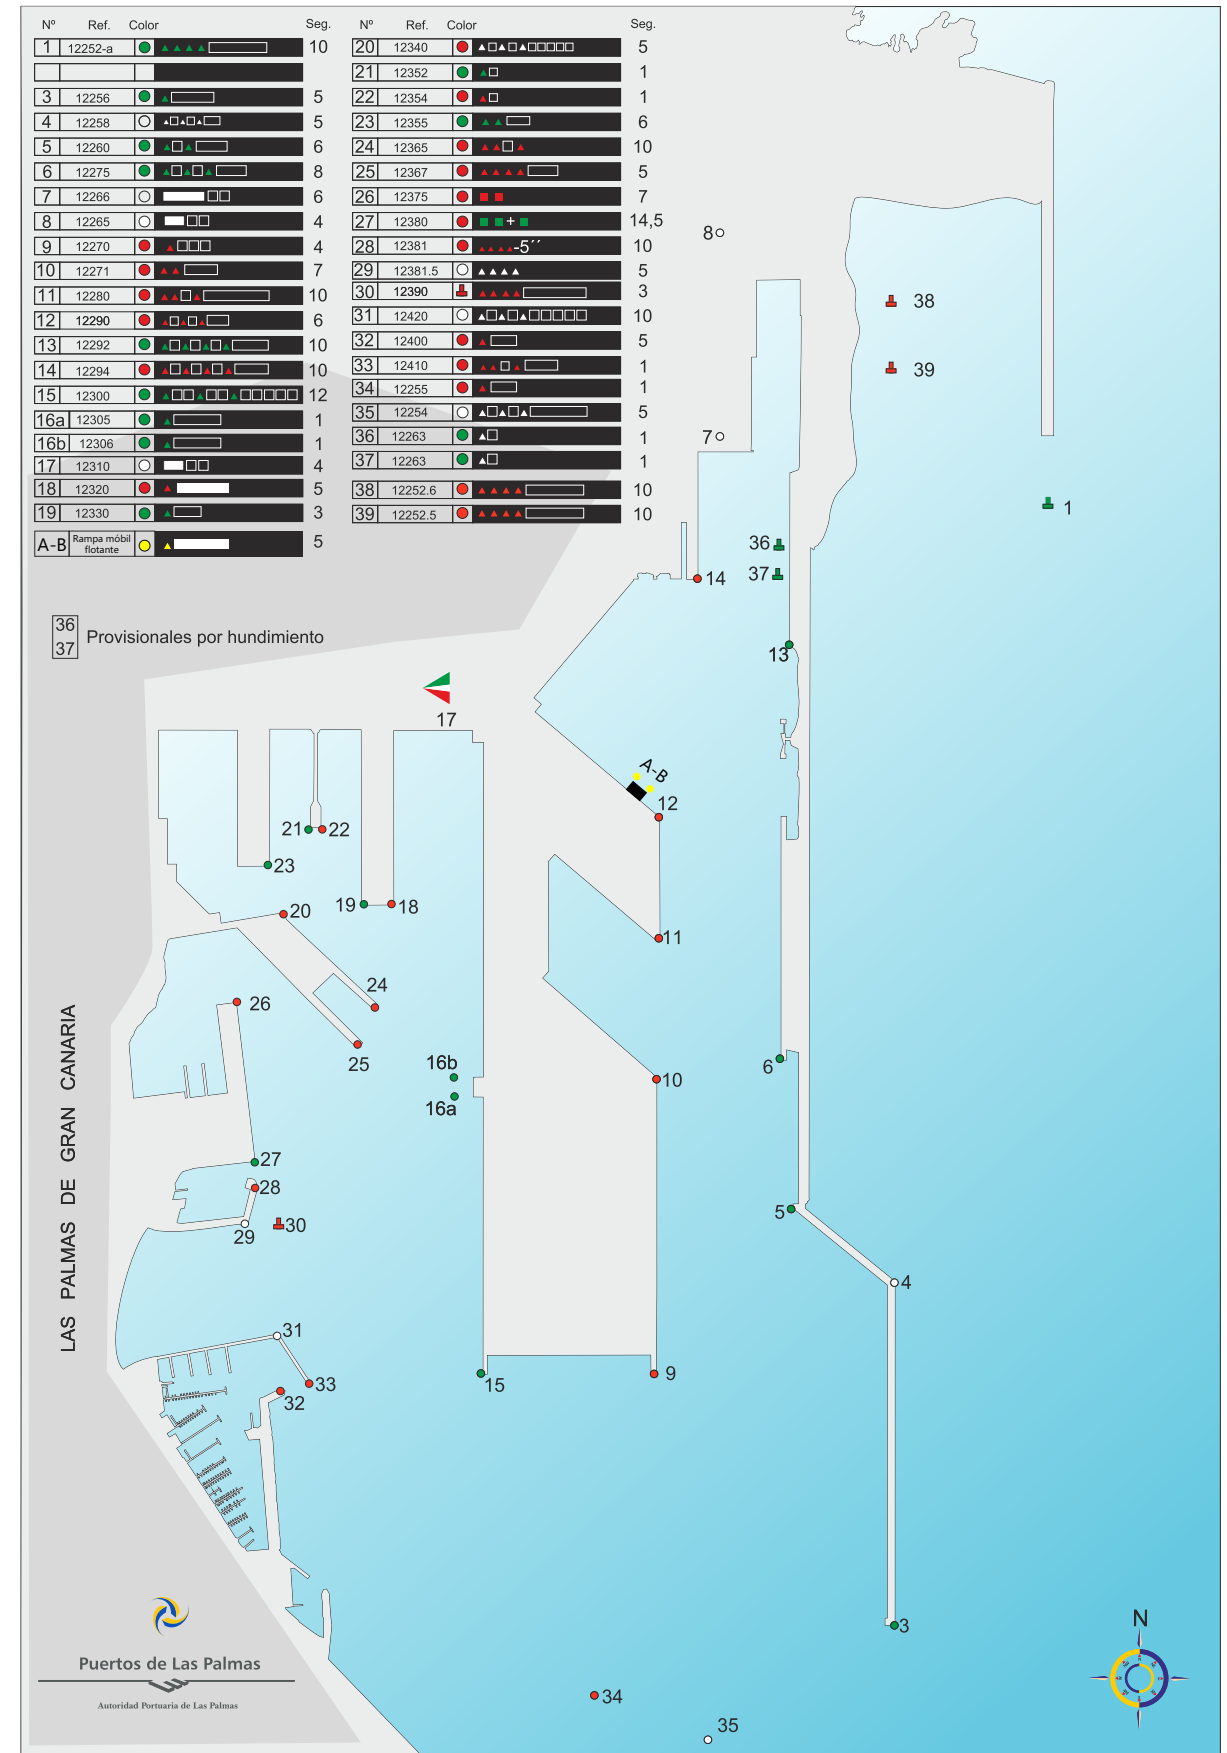 Nº Ref. Color Seg.
1 12252-a 10
3 12256 5
4 12258 5
5 12260 6
6 12275 8
7 12266 6
8 12265 4
9 12270 4
10 12271 7
11 12280 10
12 12290 6
13 12292 10
14 12294 10
15 12300 12
16a 12305 1
16b 12306 1
17 12310 4
18 12320 5
19 12330 3
A-B Rampa móbil flotante 5
Nº Ref. Color Seg.
20 12340 5
21 12352 1
22 12354 1
23 12355 6
24 12365 10
25 12367 5
26 12375 7
27 12380 + 14,5
28 12381 -5´´ 10
29 12381.5 5
30 12390 3
31 12420 10
32 12400 5
33 12410 1
34 12255 1
35 12254 5
36 12263 1
37 12263 1
38 12252.6 10
39 12252.5 10
36
37
Provisionales por hundimiento
8
38
39
7
1
36
37
14
13
17
A-B
12
21 22
23
19 18
20
11
24
26
25
16b
16a
10
6
27
28
29 30
5
4
31
33
32
15
9
3
34
35
LAS PALMAS DE GRAN CANARIA
N
Puertos de Las Palmas
Autoridad Portuaria de Las Palmas